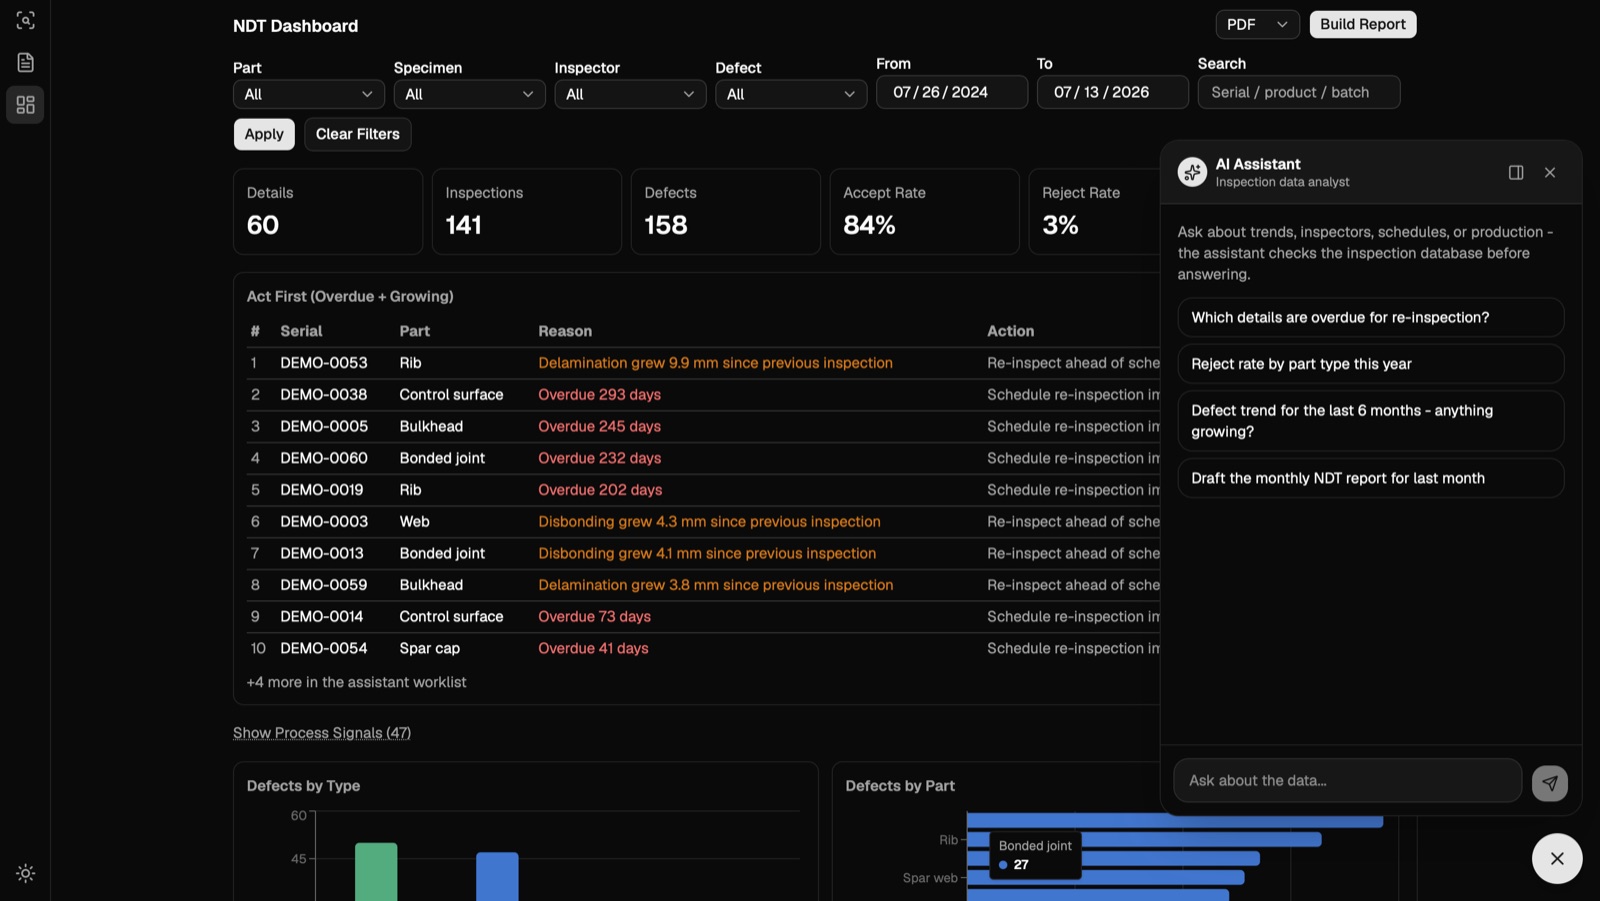 NDT Dashboard
PDF
Build Report
Part
Specimen
Inspector
Defect
From
To
Search
All
All
All
All
07 / 26 / 2024
07 / 13 / 2026
Serial / product / batch
Apply
Clear Filters
Details
60
Inspections
141
Defects
158
Accept Rate
84%
Reject Rate
3%
Act First (Overdue + Growing)
# Serial Part Reason Action
1 DEMO-0053 Rib Delamination grew 9.9 mm since previous inspection Re-inspect ahead of sche
2 DEMO-0038 Control surface Overdue 293 days Schedule re-inspection im
3 DEMO-0005 Bulkhead Overdue 245 days Schedule re-inspection im
4 DEMO-0060 Bonded joint Overdue 232 days Schedule re-inspection im
5 DEMO-0019 Rib Overdue 202 days Schedule re-inspection im
6 DEMO-0003 Web Disbonding grew 4.3 mm since previous inspection Re-inspect ahead of sche
7 DEMO-0013 Bonded joint Disbonding grew 4.1 mm since previous inspection Re-inspect ahead of sche
8 DEMO-0059 Bulkhead Delamination grew 3.8 mm since previous inspection Re-inspect ahead of sche
9 DEMO-0014 Control surface Overdue 73 days Schedule re-inspection im
10 DEMO-0054 Spar cap Overdue 41 days Schedule re-inspection im
+4 more in the assistant worklist
Show Process Signals (47)
Defects by Type
60
45
Defects by Part
Rib
Spar web
Bonded joint
27
AI Assistant
Inspection data analyst
Ask about trends, inspectors, schedules, or production -
the assistant checks the inspection database before
answering.
Which details are overdue for re-inspection?
Reject rate by part type this year
Defect trend for the last 6 months - anything
growing?
Draft the monthly NDT report for last month
Ask about the data...